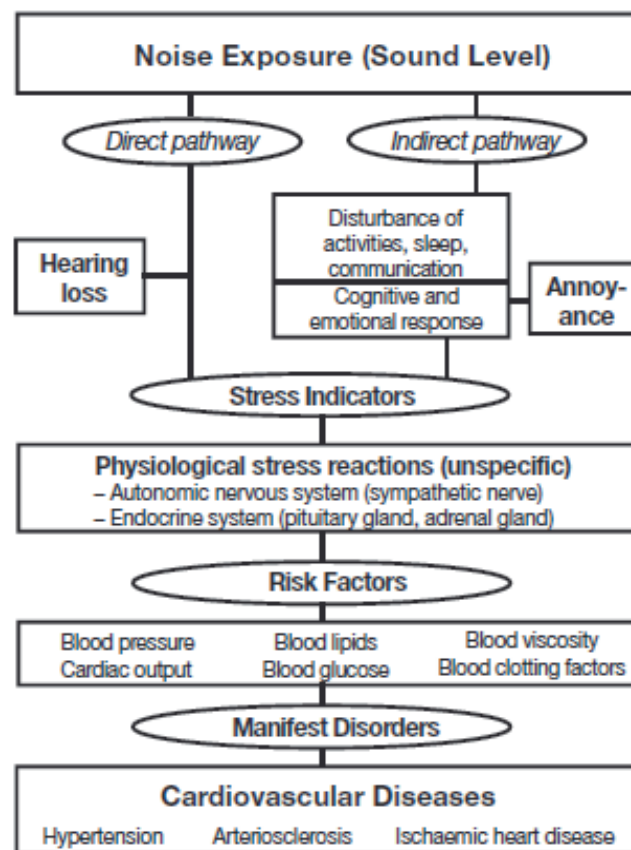 Noise Exposure (Sound Level)
Direct pathway
Indirect pathway
Disturbance of
activities, sleep,
communication
Hearing
loss
Cognitive and
emotional response
Annoy-
ance
Stress Indicators
Physiological stress reactions (unspecific)
– Autonomic nervous system (sympathetic nerve)
– Endocrine system (pituitary gland, adrenal gland)
Risk Factors
Blood pressure Blood lipids Blood viscosity
Cardiac output Blood glucose Blood clotting factors
Manifest Disorders
Cardiovascular Diseases
Hypertension Arteriosclerosis Ischaemic heart disease